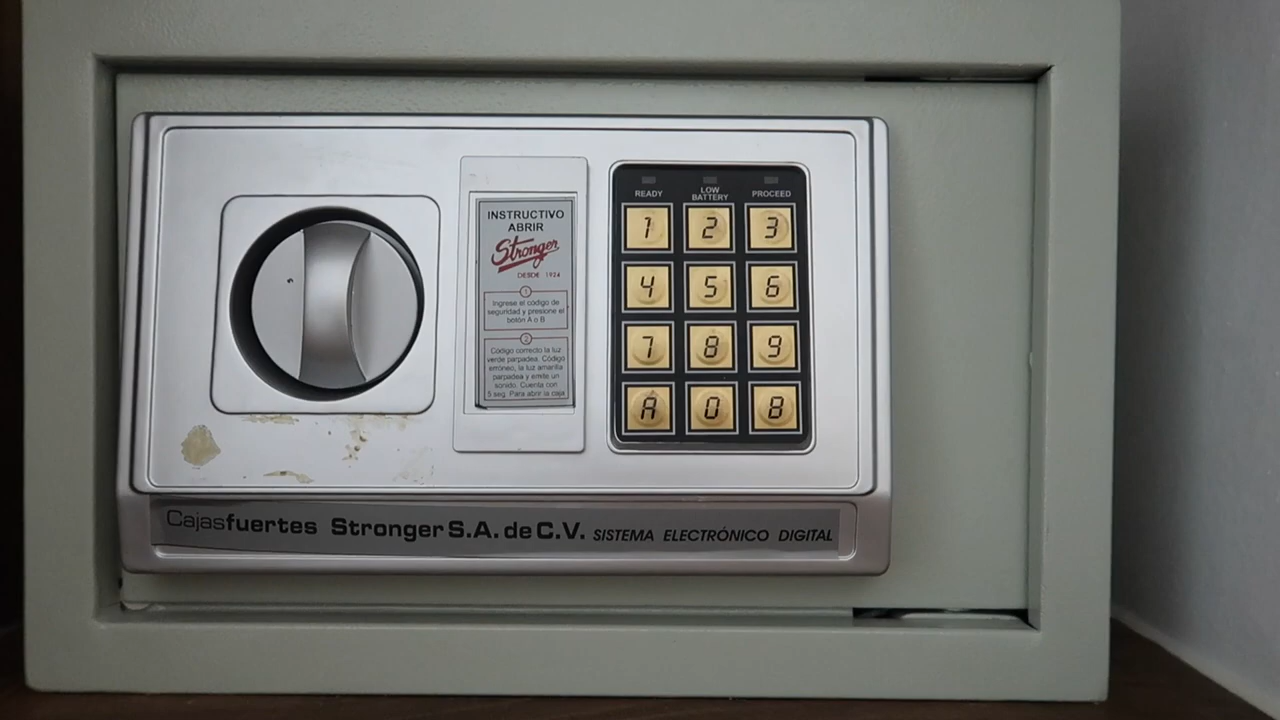 INSTRUCTIVO
ABRIR
Stronger
DESDE 1924
1
Ingrese el código de
seguridad y presione el
botón A o B
2
Código correcto la luz
verde parpadea. Código
erróneo, la luz amarilla
parpadea y emite un
sonido. Cuenta con
5 seg. Para abrir la caja
READY LOW BATTERY PROCEED
1 2 3
4 5 6
7 8 9
A 0 B
Cajasfuertes Stronger S.A. de C.V. SISTEMA ELECTRÓNICO DIGITAL